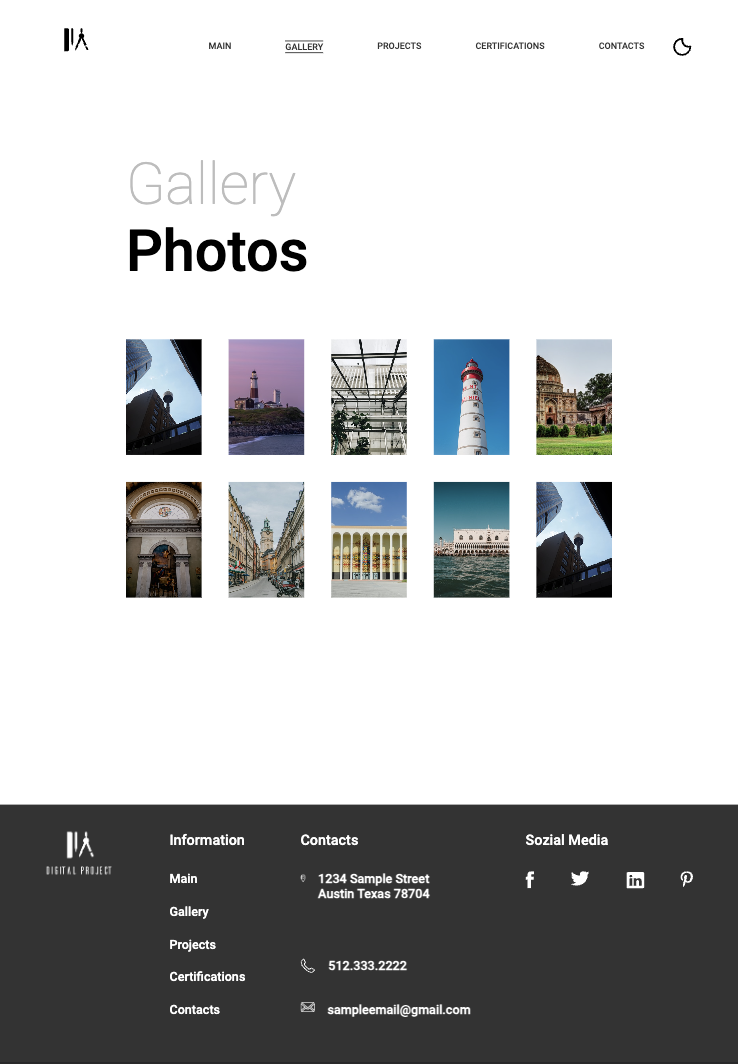 MAIN
GALLERY
PROJECTS
CERTIFICATIONS
CONTACTS
Gallery
Photos
DIGITAL PROJECT
Information
Main
Gallery
Projects
Certifications
Contacts
Contacts
1234 Sample Street
Austin Texas 78704
512.333.2222
sampleemail@gmail.com
Sozial Media